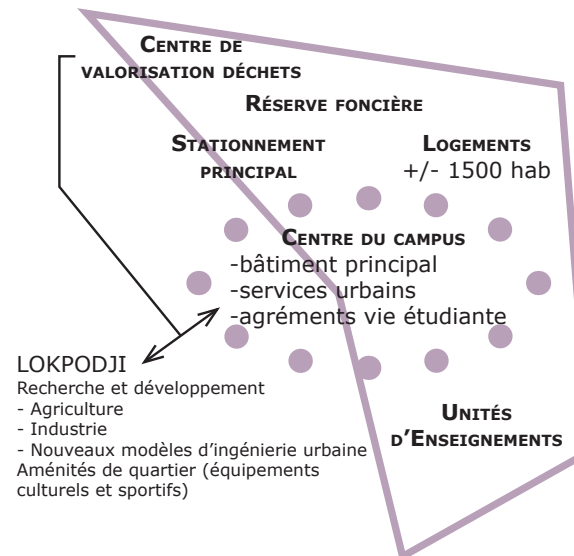 CENTRE DE
VALORISATION DÉCHETS
RÉSERVE FONCIÈRE
STATIONNEMENT
PRINCIPAL
LOGEMENTS
+/- 1500 hab
CENTRE DU CAMPUS
-bâtiment principal
-services urbains
-agréments vie étudiante
LOKPODJI
Recherche et développement
- Agriculture
- Industrie
- Nouveaux modèles d'ingénierie urbaine
Aménités de quartier (équipements
culturels et sportifs)
UNITÉS
D'ENSEIGNEMENTS